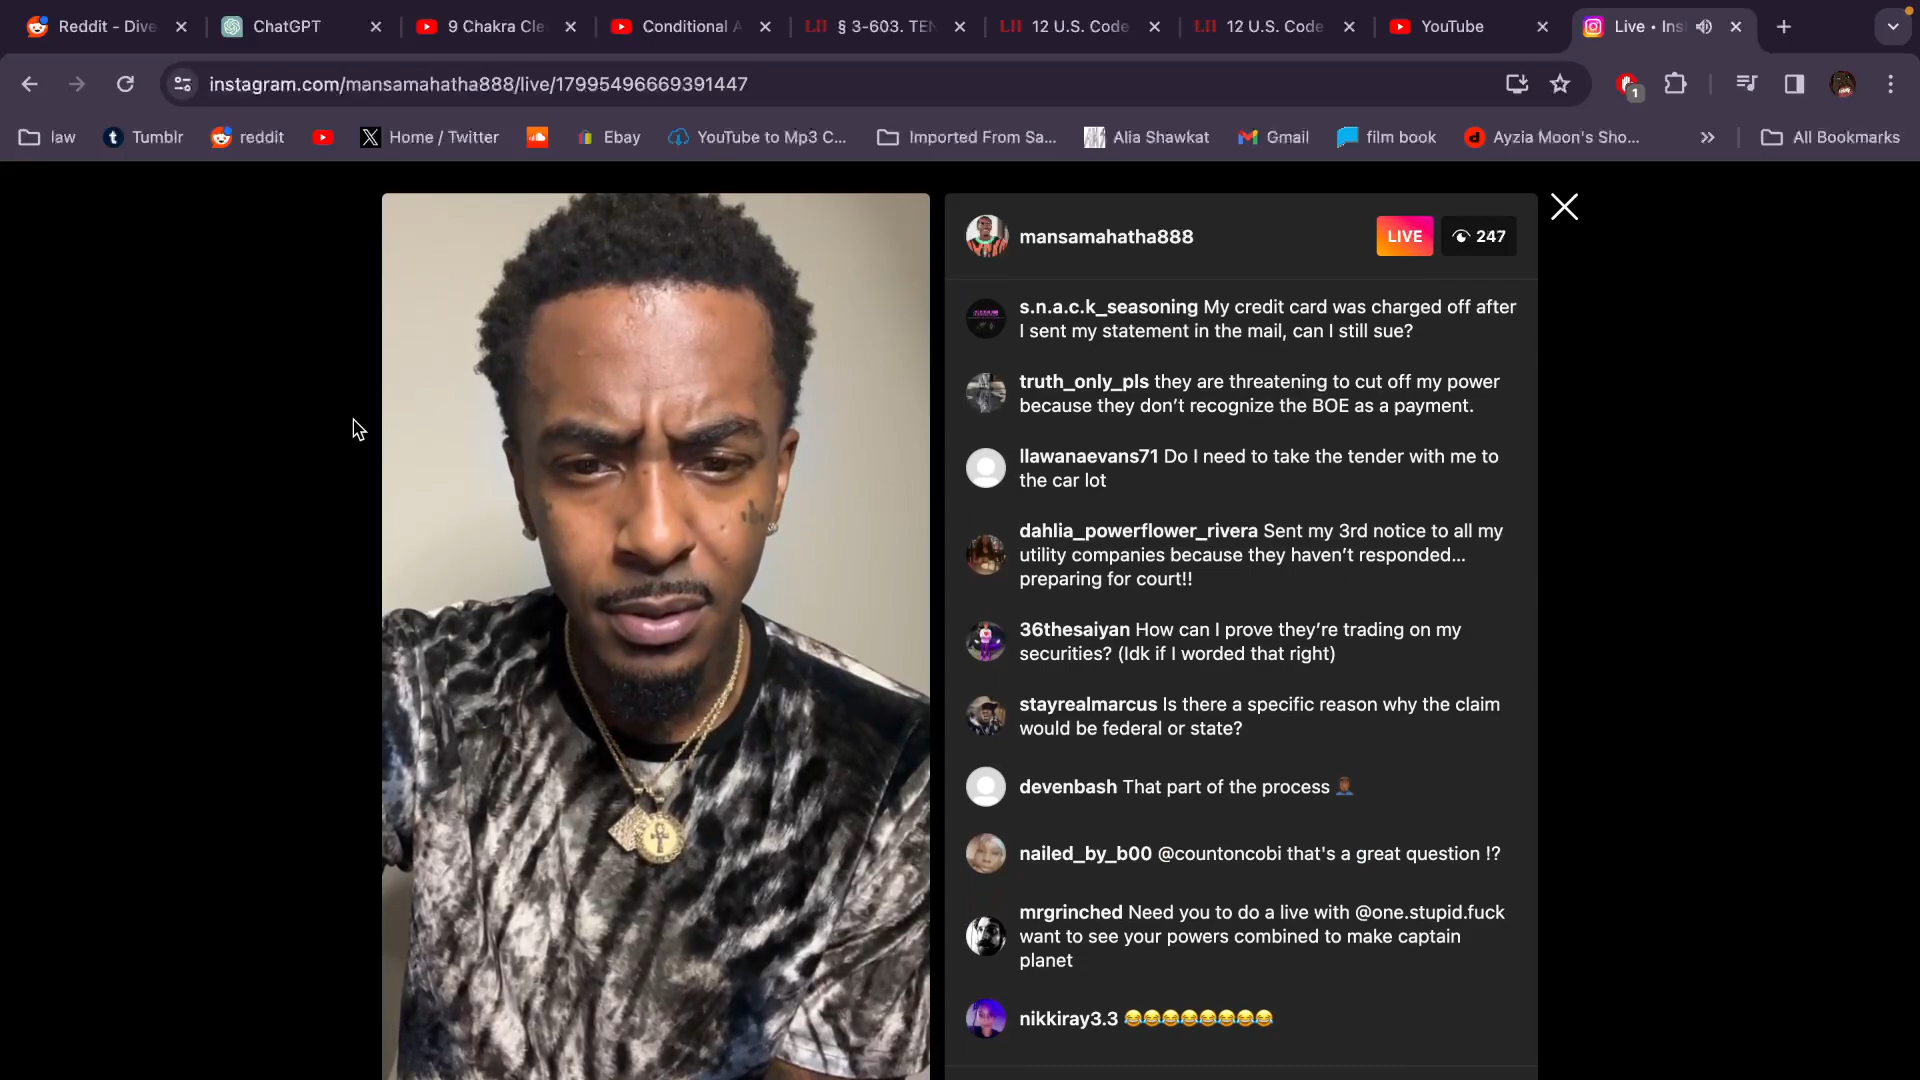 Reddit - Dive
ChatGPT
9 Chakra Cle
Conditional A
LII § 3-603. TEN
LII 12 U.S. Code
LII 12 U.S. Code
YouTube
Live • Ins
instagram.com/mansamahatha888/live/17995496669391447
1
law
Tumblr
reddit
Home / Twitter
Ebay
YouTube to Mp3 C...
Imported From Sa...
Alia Shawkat
Gmail
film book
Ayzia Moon's Sho...
All Bookmarks
mansamahatha888
LIVE
247
s.n.a.c.k_seasoning My credit card was charged off after
I sent my statement in the mail, can I still sue?
truth_only_pls they are threatening to cut off my power
because they don’t recognize the BOE as a payment.
llawanaevans71 Do I need to take the tender with me to
the car lot
dahlia_powerflower_rivera Sent my 3rd notice to all my
utility companies because they haven’t responded...
preparing for court!!
36thesaiyan How can I prove they’re trading on my
securities? (Idk if I worded that right)
stayrealmarcus Is there a specific reason why the claim
would be federal or state?
devenbash That part of the process 🤷🏾‍♂️
nailed_by_b00 @countoncobi that's a great question !?
mrgrinched Need you to do a live with @one.stupid.fuck
want to see your powers combined to make captain
planet
nikkiray3.3 😂😂😂😂😂😂😂😂